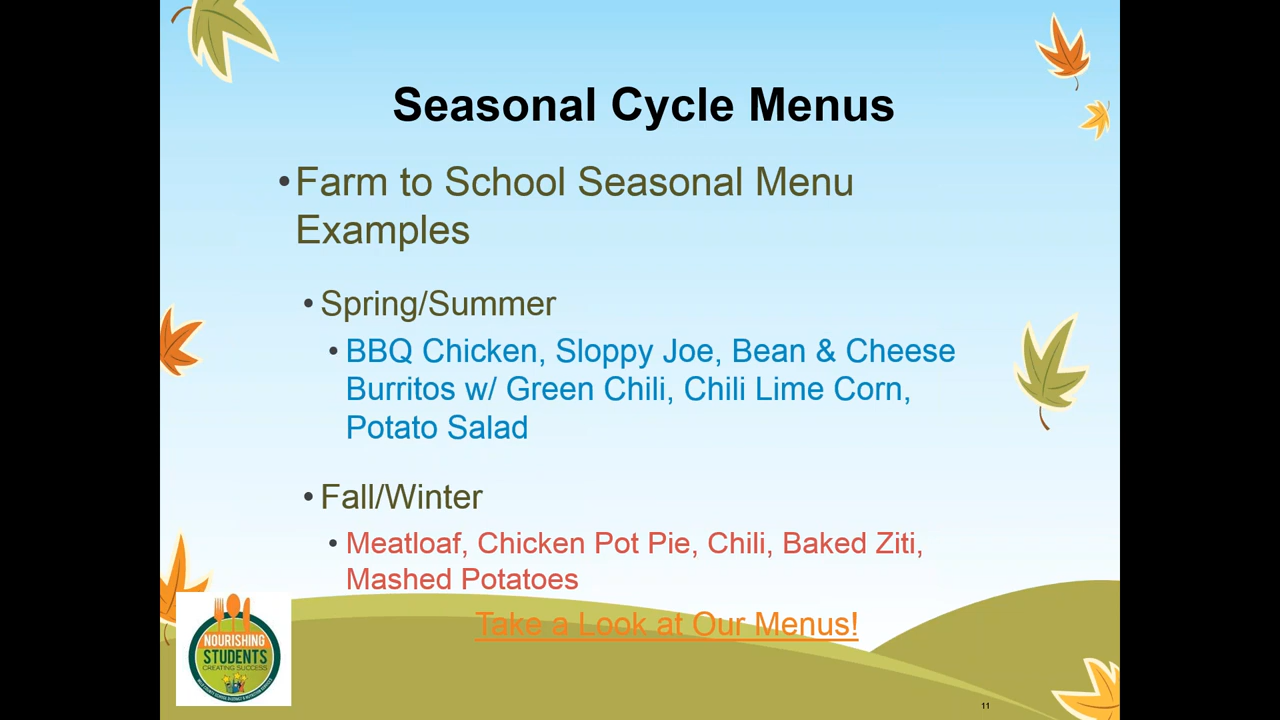 Seasonal Cycle Menus
•Farm to School Seasonal Menu
Examples
• Spring/Summer
• BBQ Chicken, Sloppy Joe, Bean & Cheese
Burritos w/ Green Chili, Chili Lime Corn,
Potato Salad
• Fall/Winter
• Meatloaf, Chicken Pot Pie, Chili, Baked Ziti,
Mashed Potatoes
Take a Look at Our Menus!
NOURISHING
STUDENTS
CREATING SUCCESS
11